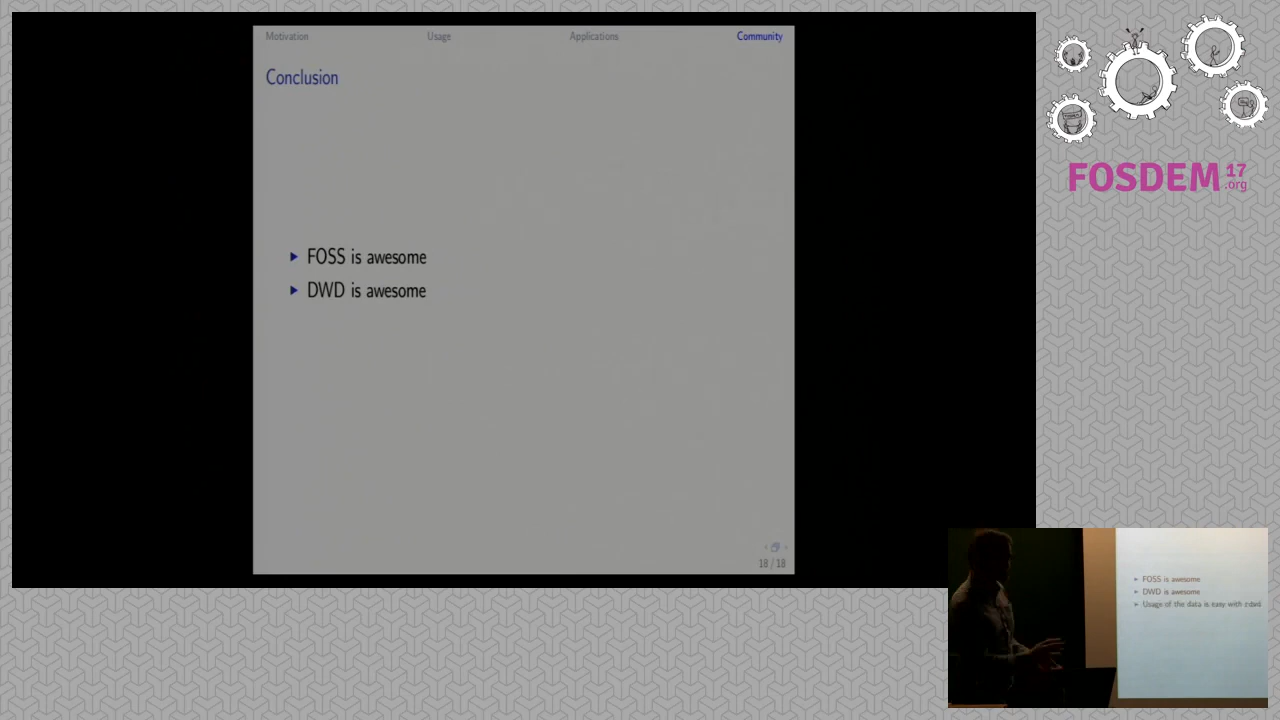 Motivation Usage Applications Community
Conclusion
▶ FOSS is awesome
▶ DWD is awesome
18 / 18
FOSDEM 17
.org
▶ FOSS is awesome
▶ DWD is awesome
▶ Usage of the data is easy with rdwd